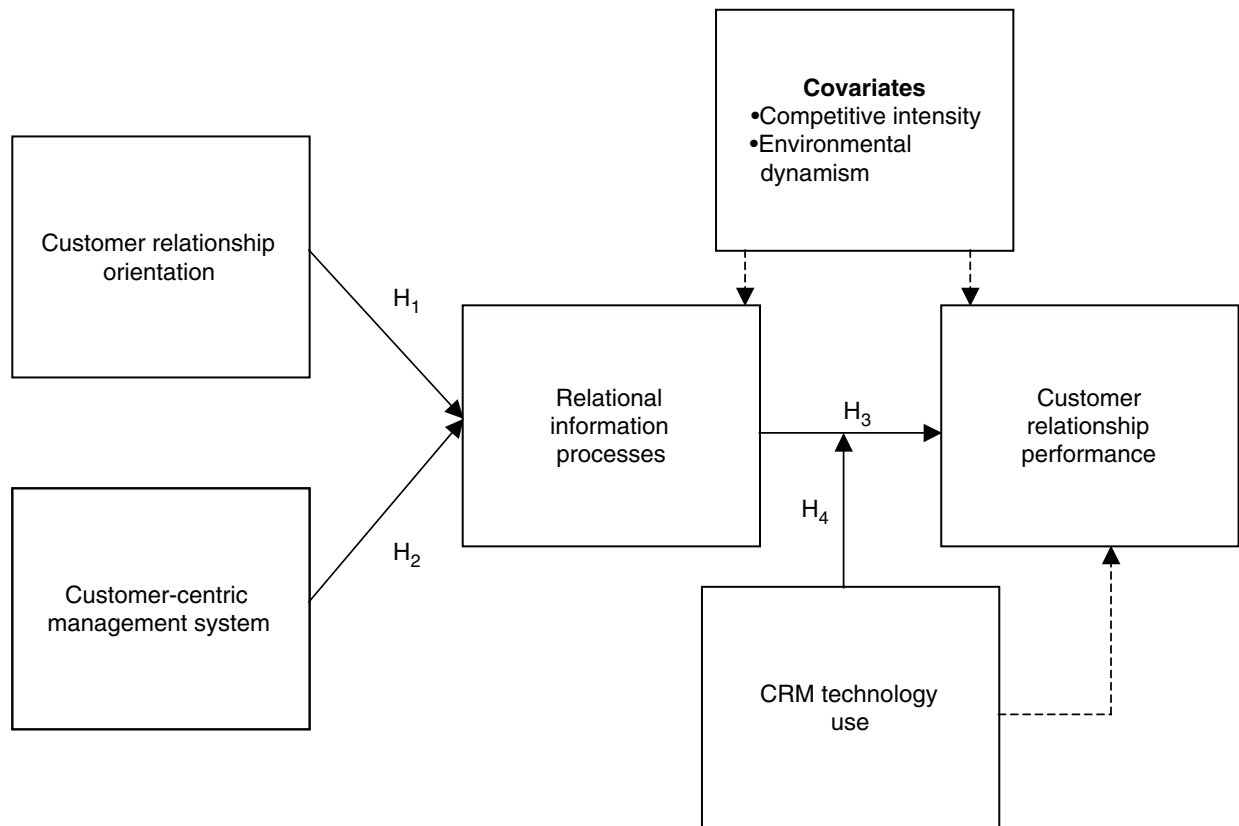 Covariates
•Competitive intensity
•Environmental
dynamism
Customer relationship
orientation
H₁
Relational
information
processes
H₃
Customer
relationship
performance
H₂
H₄
Customer-centric
management system
CRM technology
use